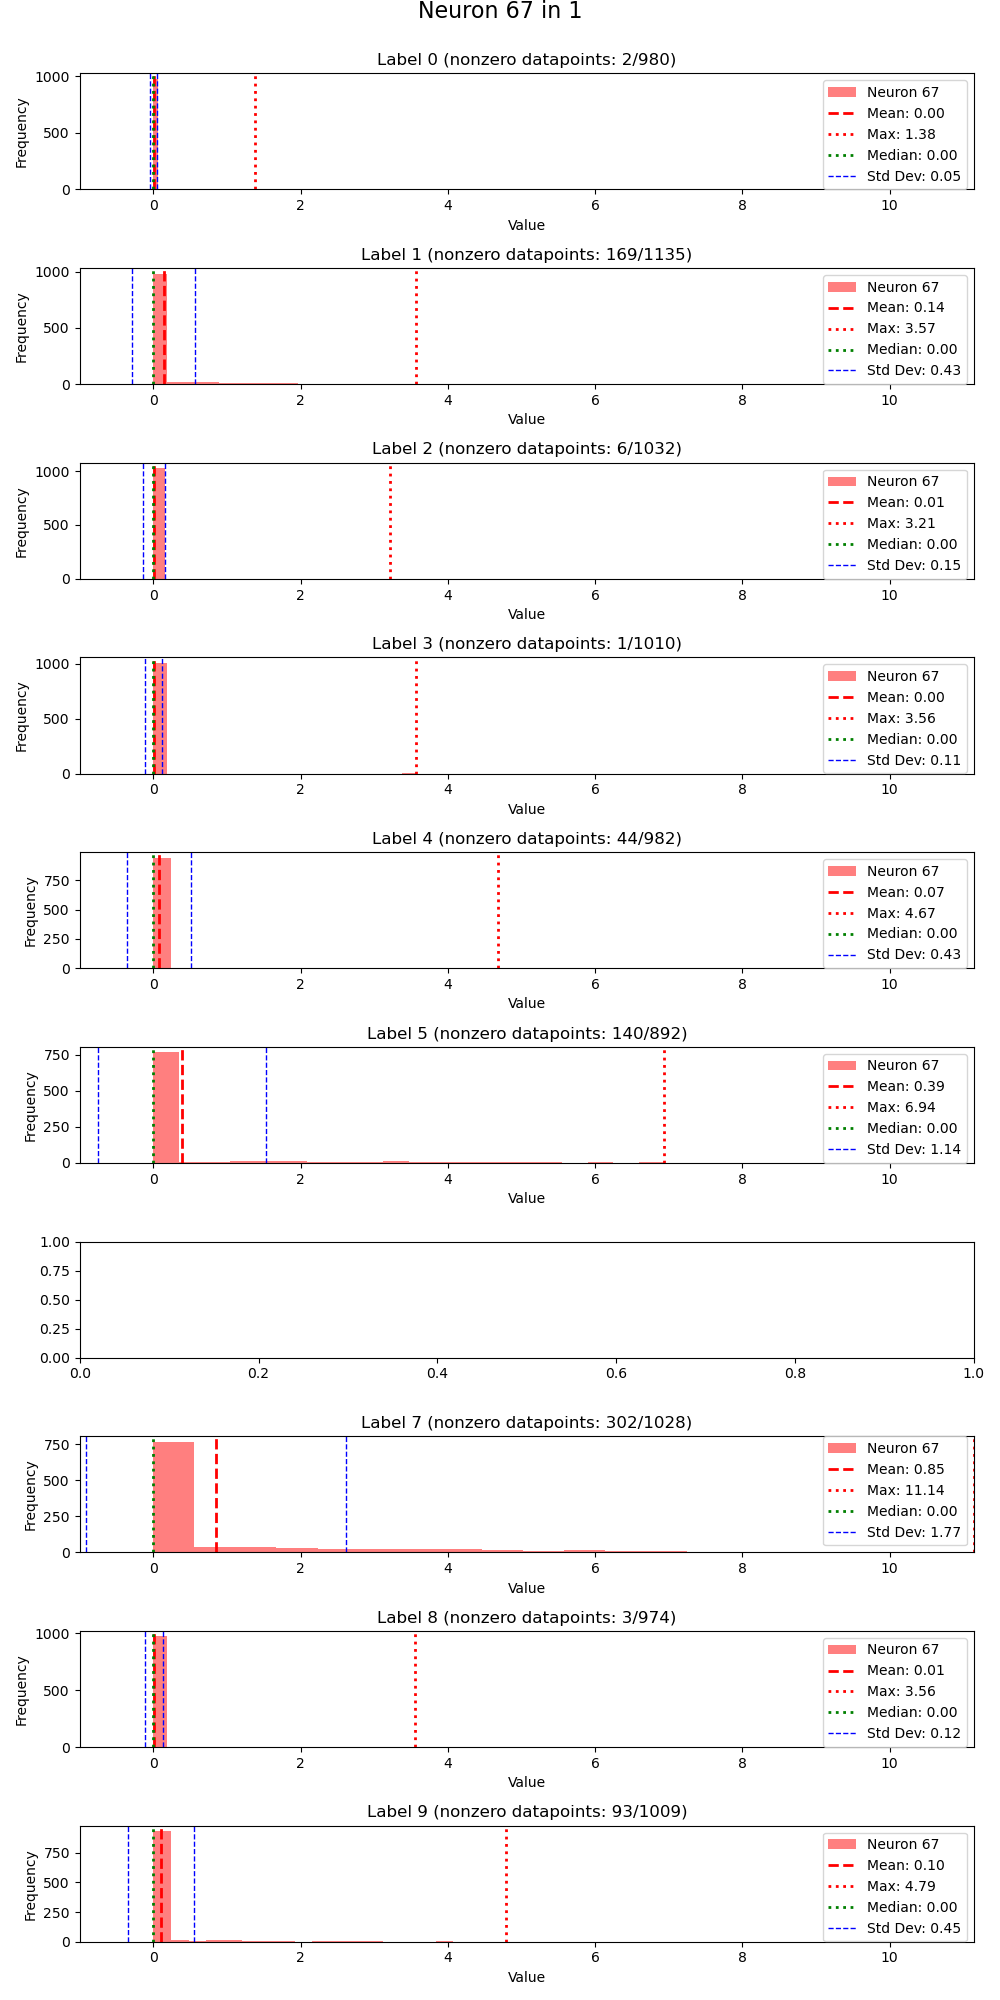 Neuron 67 in 1
Label 0 (nonzero datapoints: 2/980)
1000
500
0
Frequency
Neuron 67
Mean: 0.00
Max: 1.38
Median: 0.00
Std Dev: 0.05
0 2 4 6 8 10
Value
Label 1 (nonzero datapoints: 169/1135)
1000
500
0
Frequency
Neuron 67
Mean: 0.14
Max: 3.57
Median: 0.00
Std Dev: 0.43
0 2 4 6 8 10
Value
Label 2 (nonzero datapoints: 6/1032)
1000
500
0
Frequency
Neuron 67
Mean: 0.01
Max: 3.21
Median: 0.00
Std Dev: 0.15
0 2 4 6 8 10
Value
Label 3 (nonzero datapoints: 1/1010)
1000
500
0
Frequency
Neuron 67
Mean: 0.00
Max: 3.56
Median: 0.00
Std Dev: 0.11
0 2 4 6 8 10
Value
Label 4 (nonzero datapoints: 44/982)
750
500
250
0
Frequency
Neuron 67
Mean: 0.07
Max: 4.67
Median: 0.00
Std Dev: 0.43
0 2 4 6 8 10
Value
Label 5 (nonzero datapoints: 140/892)
750
500
250
0
Frequency
Neuron 67
Mean: 0.39
Max: 6.94
Median: 0.00
Std Dev: 1.14
0 2 4 6 8 10
Value
1.00
0.75
0.50
0.25
0.00
0.0 0.2 0.4 0.6 0.8 1.0
Label 7 (nonzero datapoints: 302/1028)
750
500
250
0
Frequency
Neuron 67
Mean: 0.85
Max: 11.14
Median: 0.00
Std Dev: 1.77
0 2 4 6 8 10
Value
Label 8 (nonzero datapoints: 3/974)
1000
500
0
Frequency
Neuron 67
Mean: 0.01
Max: 3.56
Median: 0.00
Std Dev: 0.12
0 2 4 6 8 10
Value
Label 9 (nonzero datapoints: 93/1009)
750
500
250
0
Frequency
Neuron 67
Mean: 0.10
Max: 4.79
Median: 0.00
Std Dev: 0.45
0 2 4 6 8 10
Value